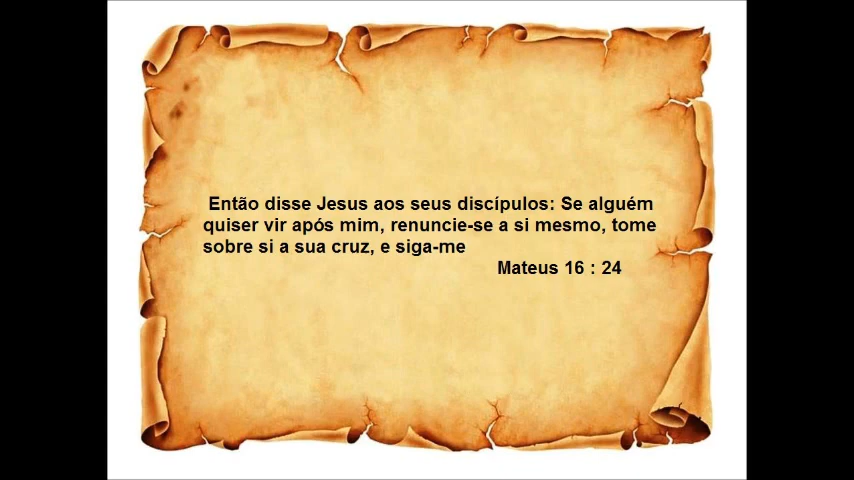 Então disse Jesus aos seus discípulos: Se alguém
quiser vir após mim, renuncie-se a si mesmo, tome
sobre si a sua cruz, e siga-me
Mateus 16 : 24